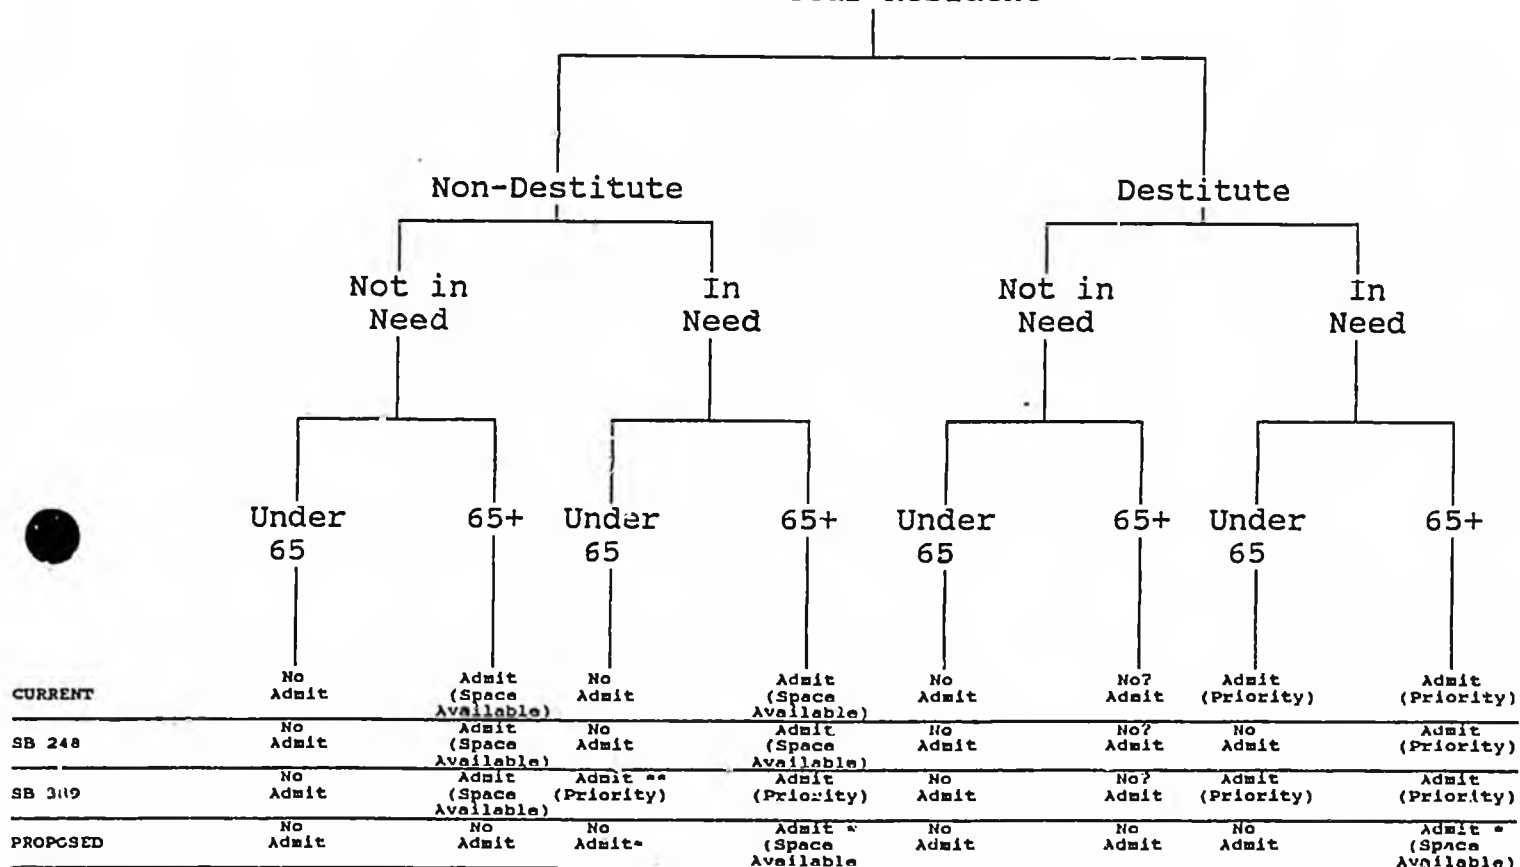 Non-Destitute Destitute
Not in Need In Need Not in Need In Need
Under 65 65+ Under 65 65+ Under 65 65+ Under 65 65+
CURRENT No Admit Admit (Space Available) No Admit Admit (Space Available) No Admit No? Admit Admit (Priority) Admit (Priority)
SB 248 No Admit Admit (Space Available) No Admit Admit (Space Available) No Admit No? Admit No Admit Admit (Priority)
SB 389 No Admit Admit (Space Available) Admit ** (Priority) Admit (Priority) No Admit No? Admit Admit (Priority) Admit (Priority)
PROPOSED No Admit No Admit No Admit* Admit * (Space Available No Admit No Admit No Admit Admit * (Space Available)